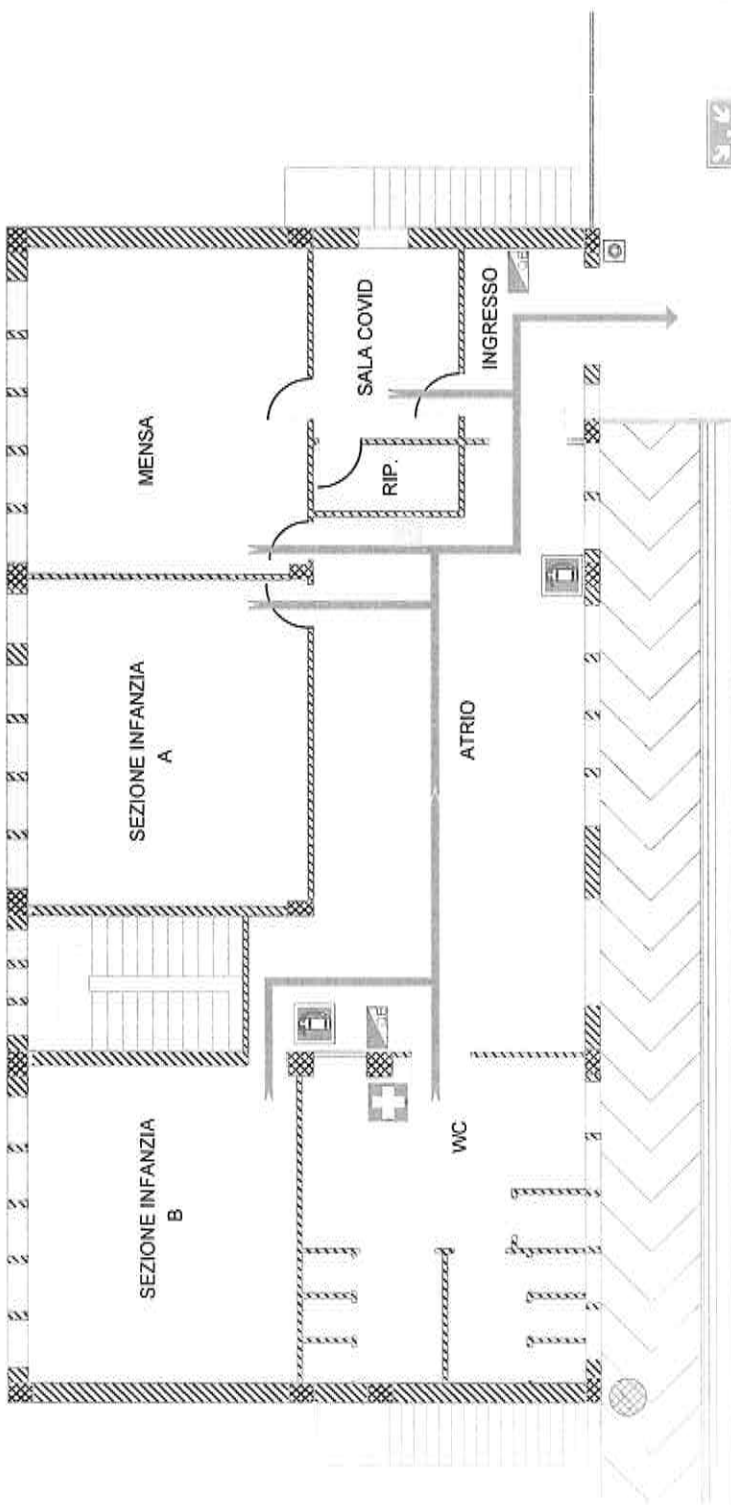 SEZIONE INFANZIA
B
SEZIONE INFANZIA
A
MENSA
SALA COVID
RIP.
WC
ATRIO
INGRESSO